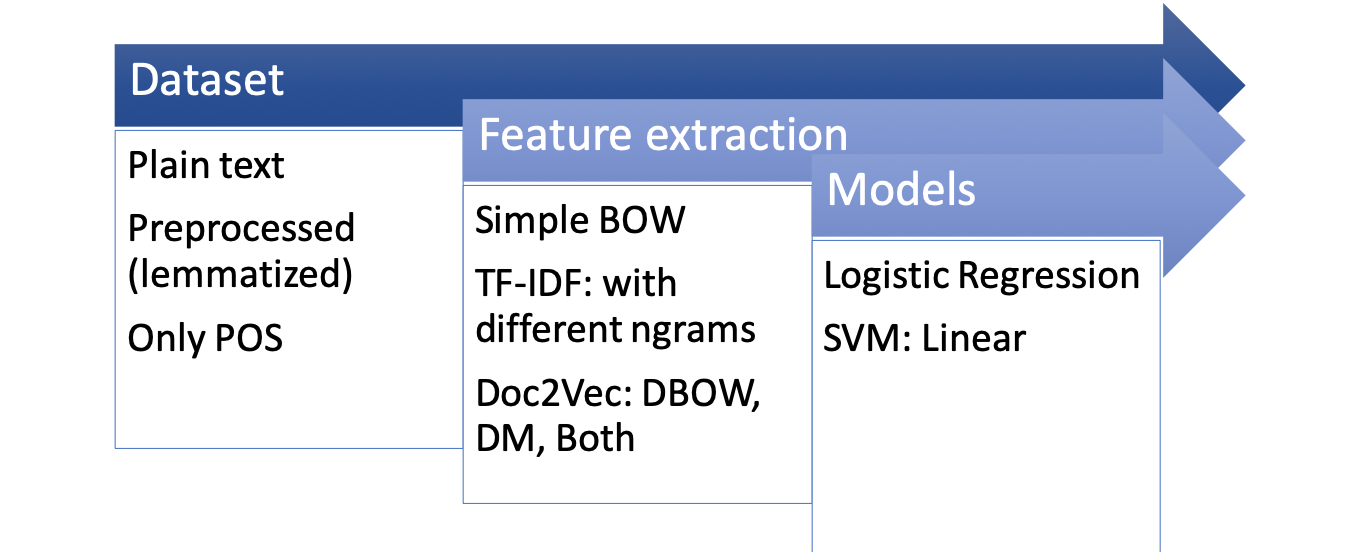 Dataset
Plain text
Preprocessed
(lemmatized)
Only POS
Feature extraction
Simple BOW
TF-IDF: with
different ngrams
Doc2Vec: DBOW,
DM, Both
Models
Logistic Regression
SVM: Linear